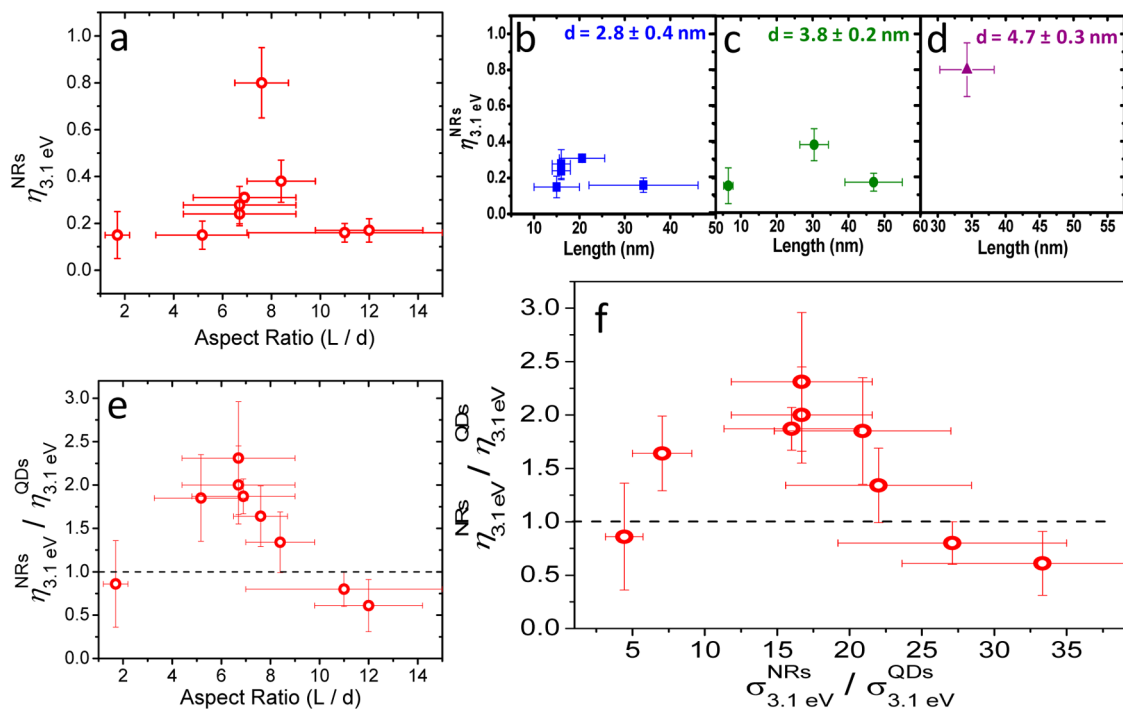 a
η 3.1 eV NRs
1.0
0.8
0.6
0.4
0.2
0.0
2 4 6 8 10 12 14
Aspect Ratio (L / d)
b
d = 2.8 ± 0.4 nm
η 3.1 eV NRs
1.0
0.8
0.6
0.4
0.2
0.0
10 20 30 40 50
Length (nm)
c
d = 3.8 ± 0.2 nm
5 10 15 20 25 30 35 40 45 50 55 60
Length (nm)
d
d = 4.7 ± 0.3 nm
30 35 40 45 50 55
Length (nm)
e
η 3.1 eV NRs / η 3.1 eV QDs
3.0
2.5
2.0
1.5
1.0
0.5
0.0
2 4 6 8 10 12 14
Aspect Ratio (L / d)
f
η 3.1 eV NRs / η 3.1 eV QDs
3.0
2.5
2.0
1.5
1.0
0.5
0.0
5 10 15 20 25 30 35
σ 3.1 eV NRs / σ 3.1 eV QDs